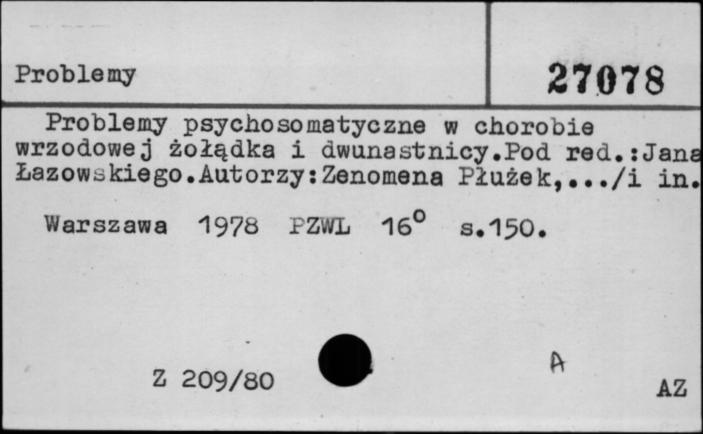 Problemy
27078
Problemy psychosomatyczne w chorobie
wrzodowej żołądka i dwunastnicy.Pod red.:Jana
Łazowskiego.Autorzy:Zenomena Płużek,.../i in.
Warszawa 1978 PZWL 16° s.150.
Z 209/80
A
AZ